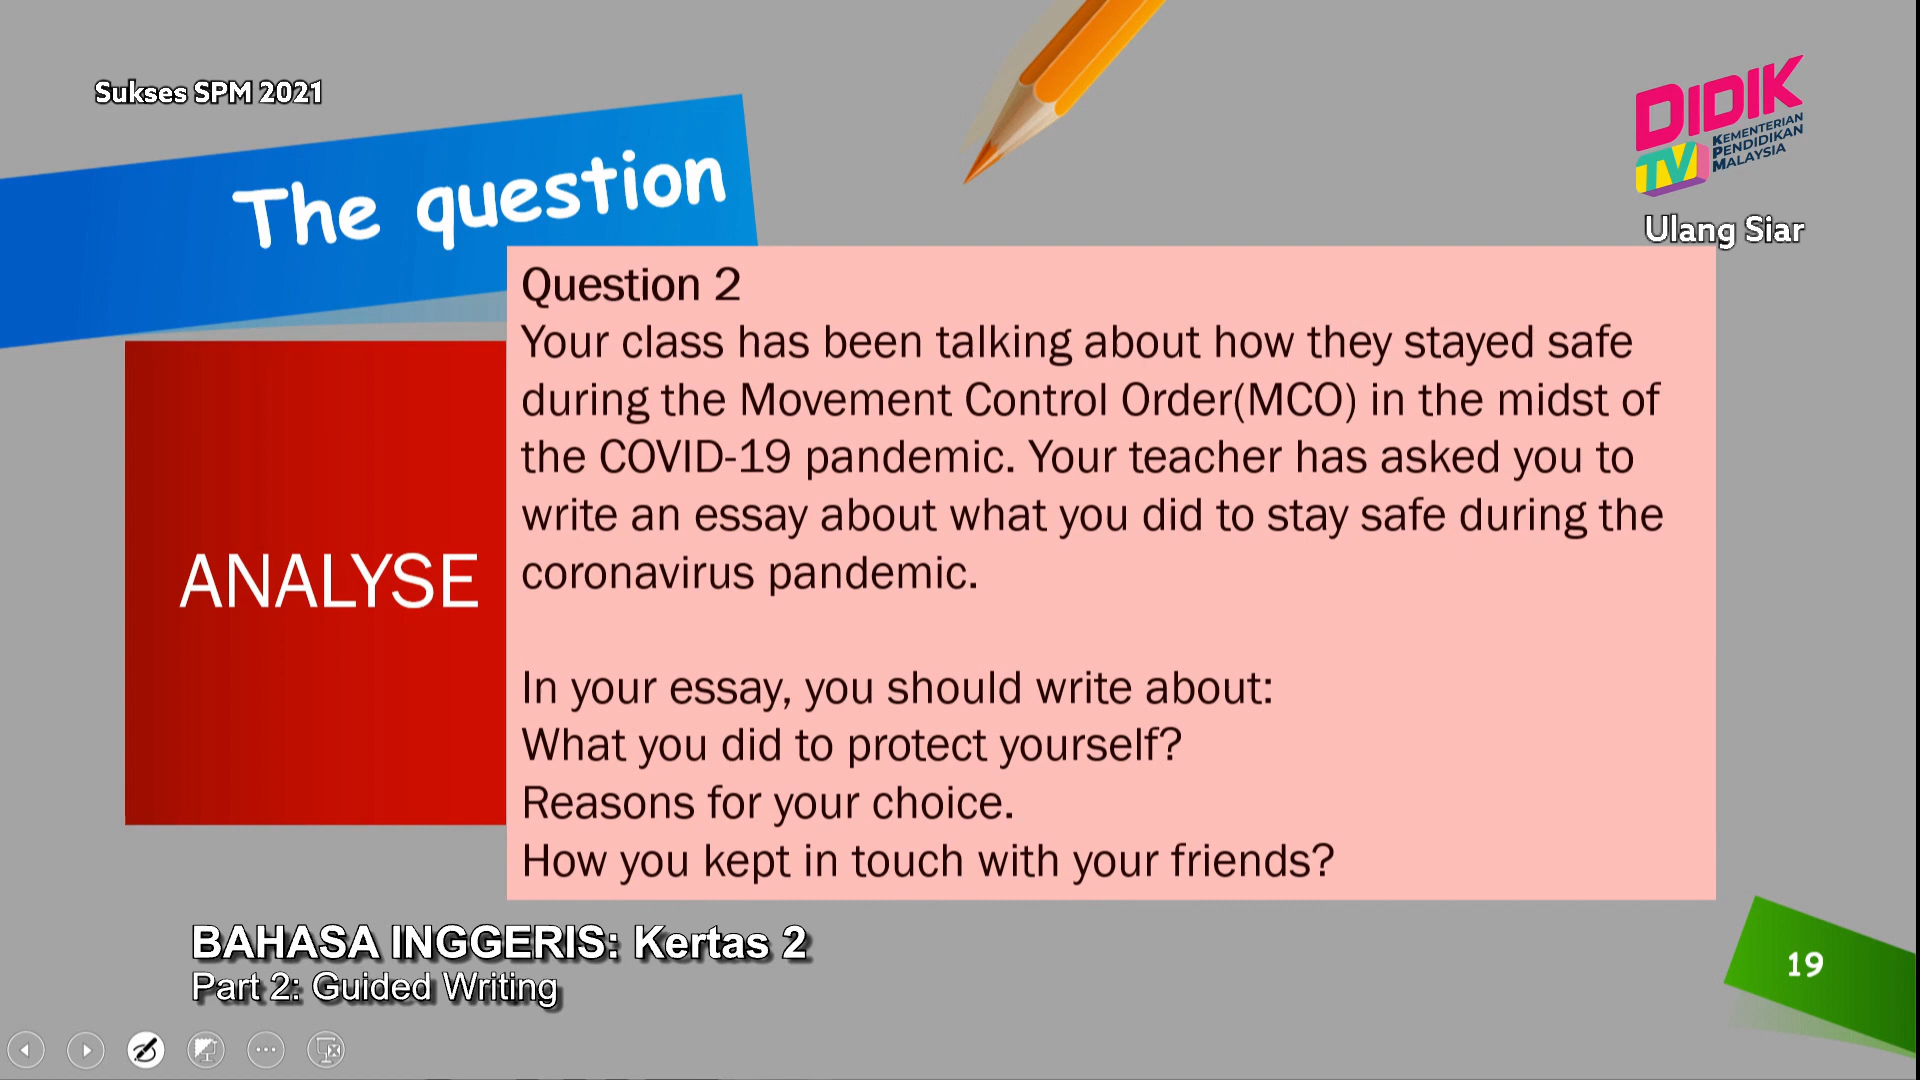 Sukses SPM 2021
DIDIK
TV
KEMENTERIAN
PENDIDIKAN
MALAYSIA
Ulang Siar
The question
ANALYSE
Question 2
Your class has been talking about how they stayed safe
during the Movement Control Order(MCO) in the midst of
the COVID-19 pandemic. Your teacher has asked you to
write an essay about what you did to stay safe during the
coronavirus pandemic.
In your essay, you should write about:
What you did to protect yourself?
Reasons for your choice.
How you kept in touch with your friends?
BAHASA INGGERIS: Kertas 2
Part 2: Guided Writing
19